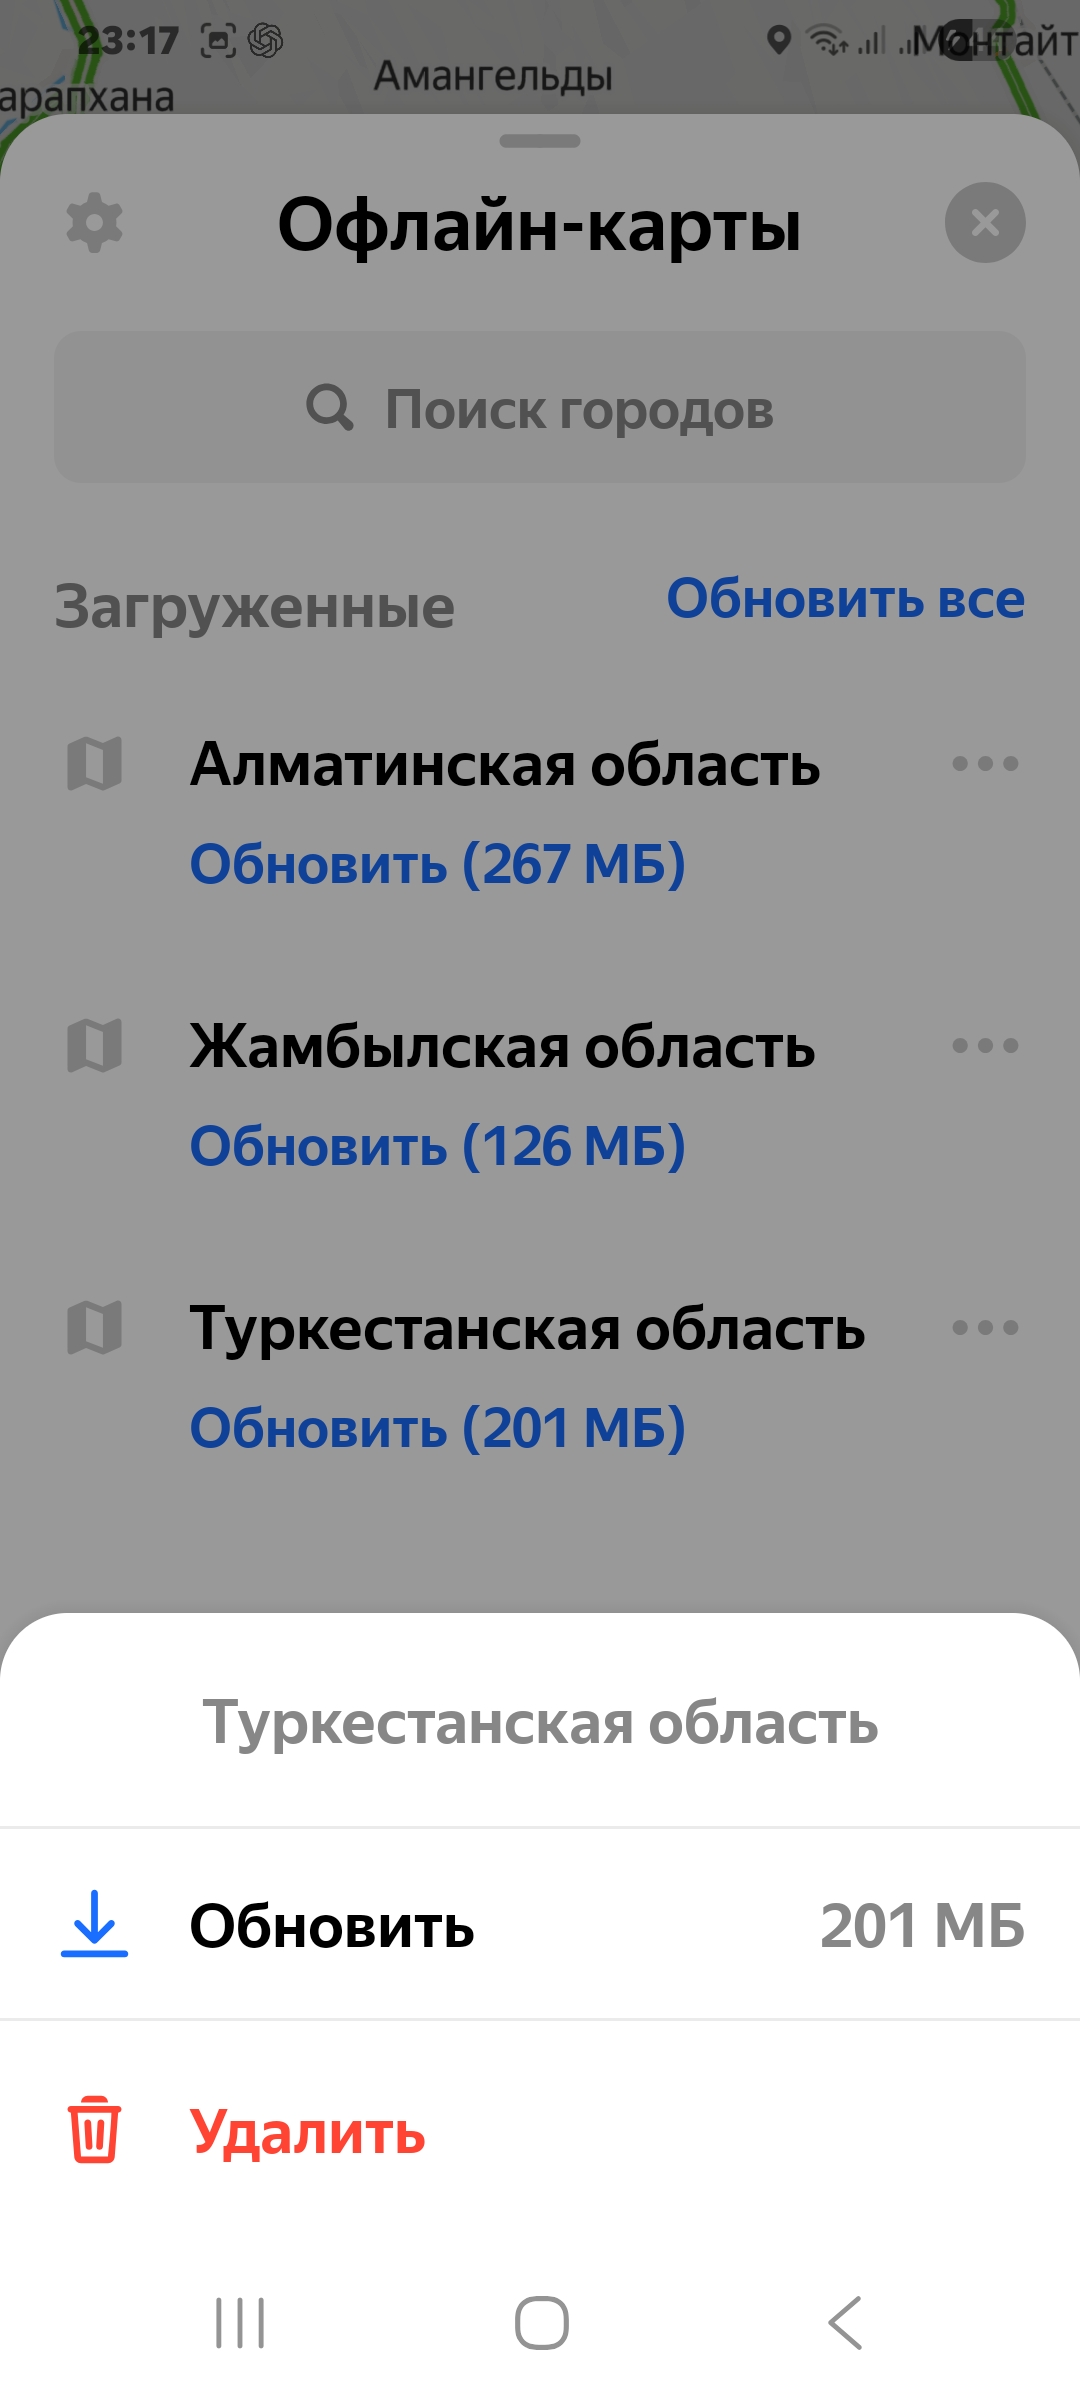 23:17
Монтайт
Амангельды
арапхана
Офлайн-карты
Поиск городов
Загруженные
Обновить все
Алматинская область
Обновить (267 МБ)
Жамбылская область
Обновить (126 МБ)
Туркестанская область
Обновить (201 МБ)
Туркестанская область
Обновить
201 МБ
Удалить